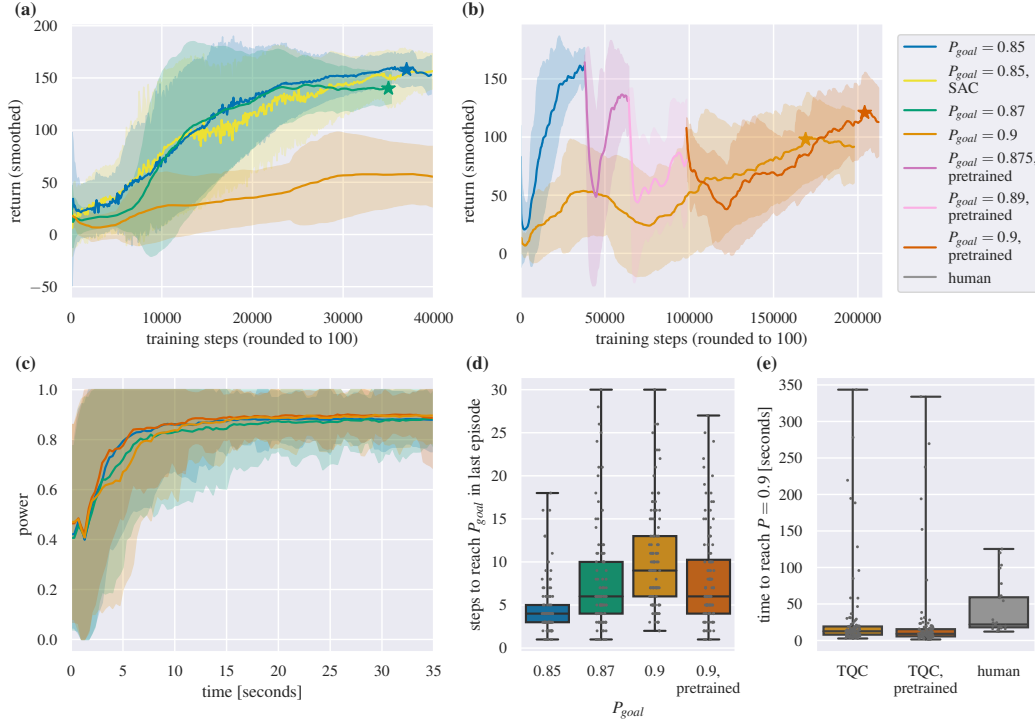 (a)
200
150
100
50
0
−50
return (smoothed)
0
10000
20000
30000
40000
training steps (rounded to 100)
(b)
150
100
50
0
return (smoothed)
0
50000
100000
150000
200000
training steps (rounded to 100)
P_goal = 0.85
P_goal = 0.85,
SAC
P_goal = 0.87
P_goal = 0.9
P_goal = 0.875,
pretrained
P_goal = 0.89,
pretrained
P_goal = 0.9,
pretrained
human
(c)
1.0
0.8
0.6
0.4
0.2
0.0
power
0
5
10
15
20
25
30
35
time [seconds]
(d)
30
25
20
15
10
5
0
steps to reach P_goal in last episode
0.85
0.87
0.9
0.9,
pretrained
P_goal
(e)
350
300
250
200
150
100
50
0
time to reach P = 0.9 [seconds]
TQC
TQC,
pretrained
human